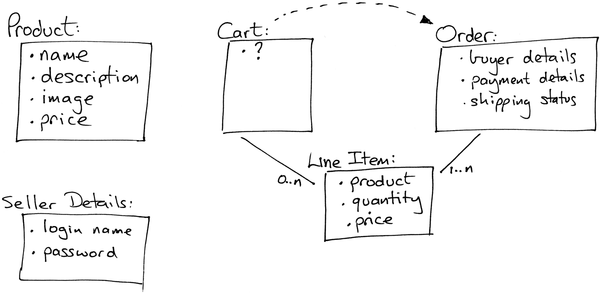 Product:
• name
• description
• image
• price
Cart:
• ?
Order:
• buyer details
• payment details
• shipping status
Line Item:
0..n
1..n
• product
• quantity
• price
Seller Details:
• login name
• password